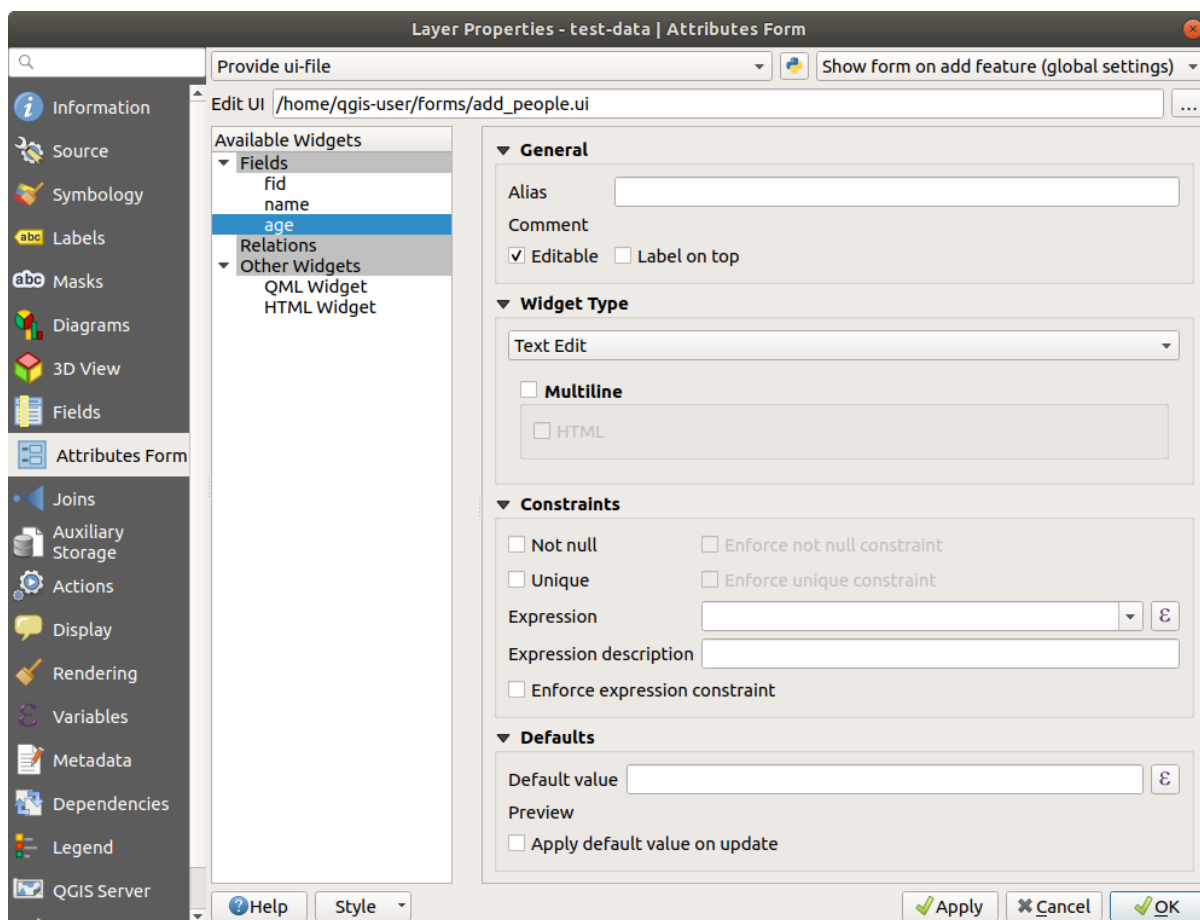 Layer Properties - test-data | Attributes Form
Provide ui-file
Show form on add feature (global settings)
Information
Source
Symbology
abc Labels
abc Masks
Diagrams
3D View
Fields
Attributes Form
Joins
Auxiliary
Storage
Actions
Display
Rendering
ε Variables
Metadata
Dependencies
Legend
QGIS Server
Edit UI /home/qgis-user/forms/add_people.ui ...
Available Widgets
Fields
fid
name
age
Relations
Other Widgets
QML Widget
HTML Widget
General
Alias
Comment
Editable Label on top
Widget Type
Text Edit
Multiline
HTML
Constraints
Not null Enforce not null constraint
Unique Enforce unique constraint
Expression ε
Expression description
Enforce expression constraint
Defaults
Default value ε
Preview
Apply default value on update
Help Style Apply Cancel OK